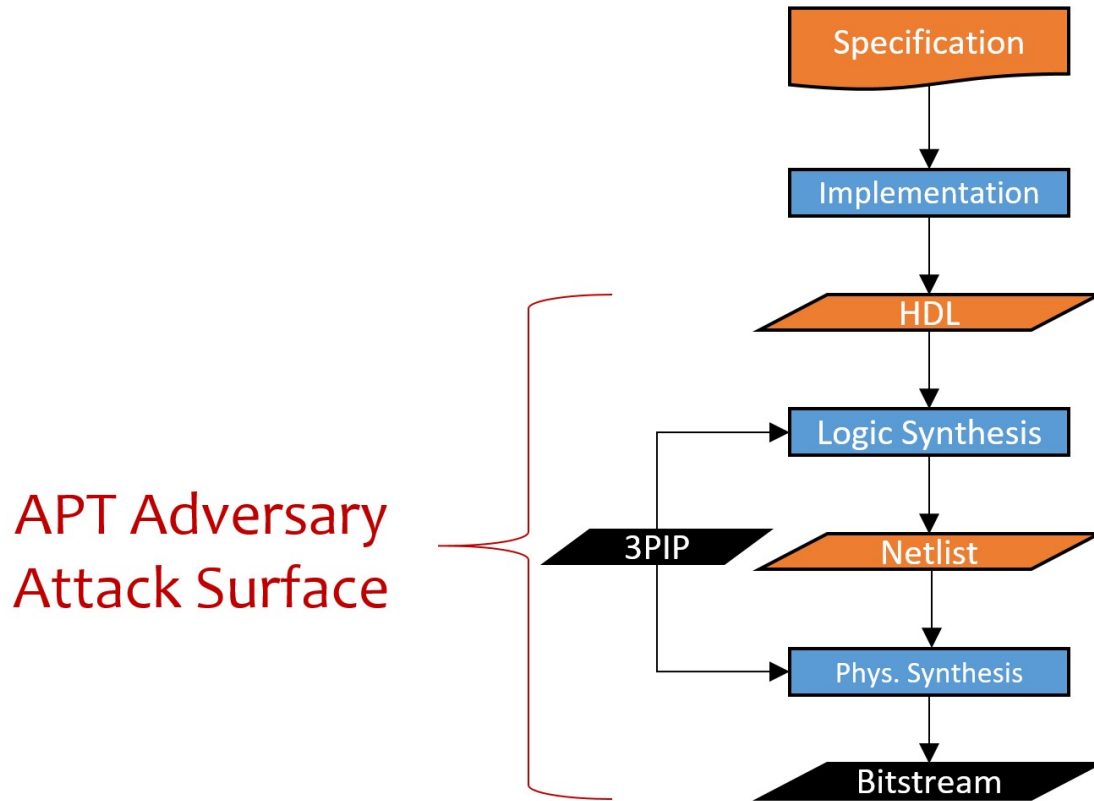 Specification
Implementation
HDL
Logic Synthesis
APT Adversary
Attack Surface
3PIP
Netlist
Phys. Synthesis
Bitstream